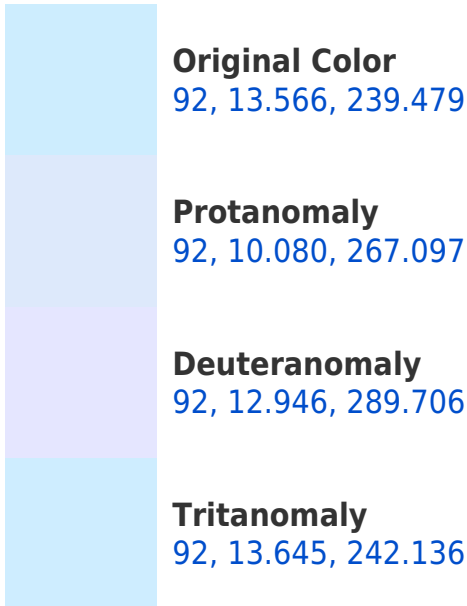 Original Color
92, 13.566, 239.479
Protanomaly
92, 10.080, 267.097
Deuteranomaly
92, 12.946, 289.706
Tritanomaly
92, 13.645, 242.136